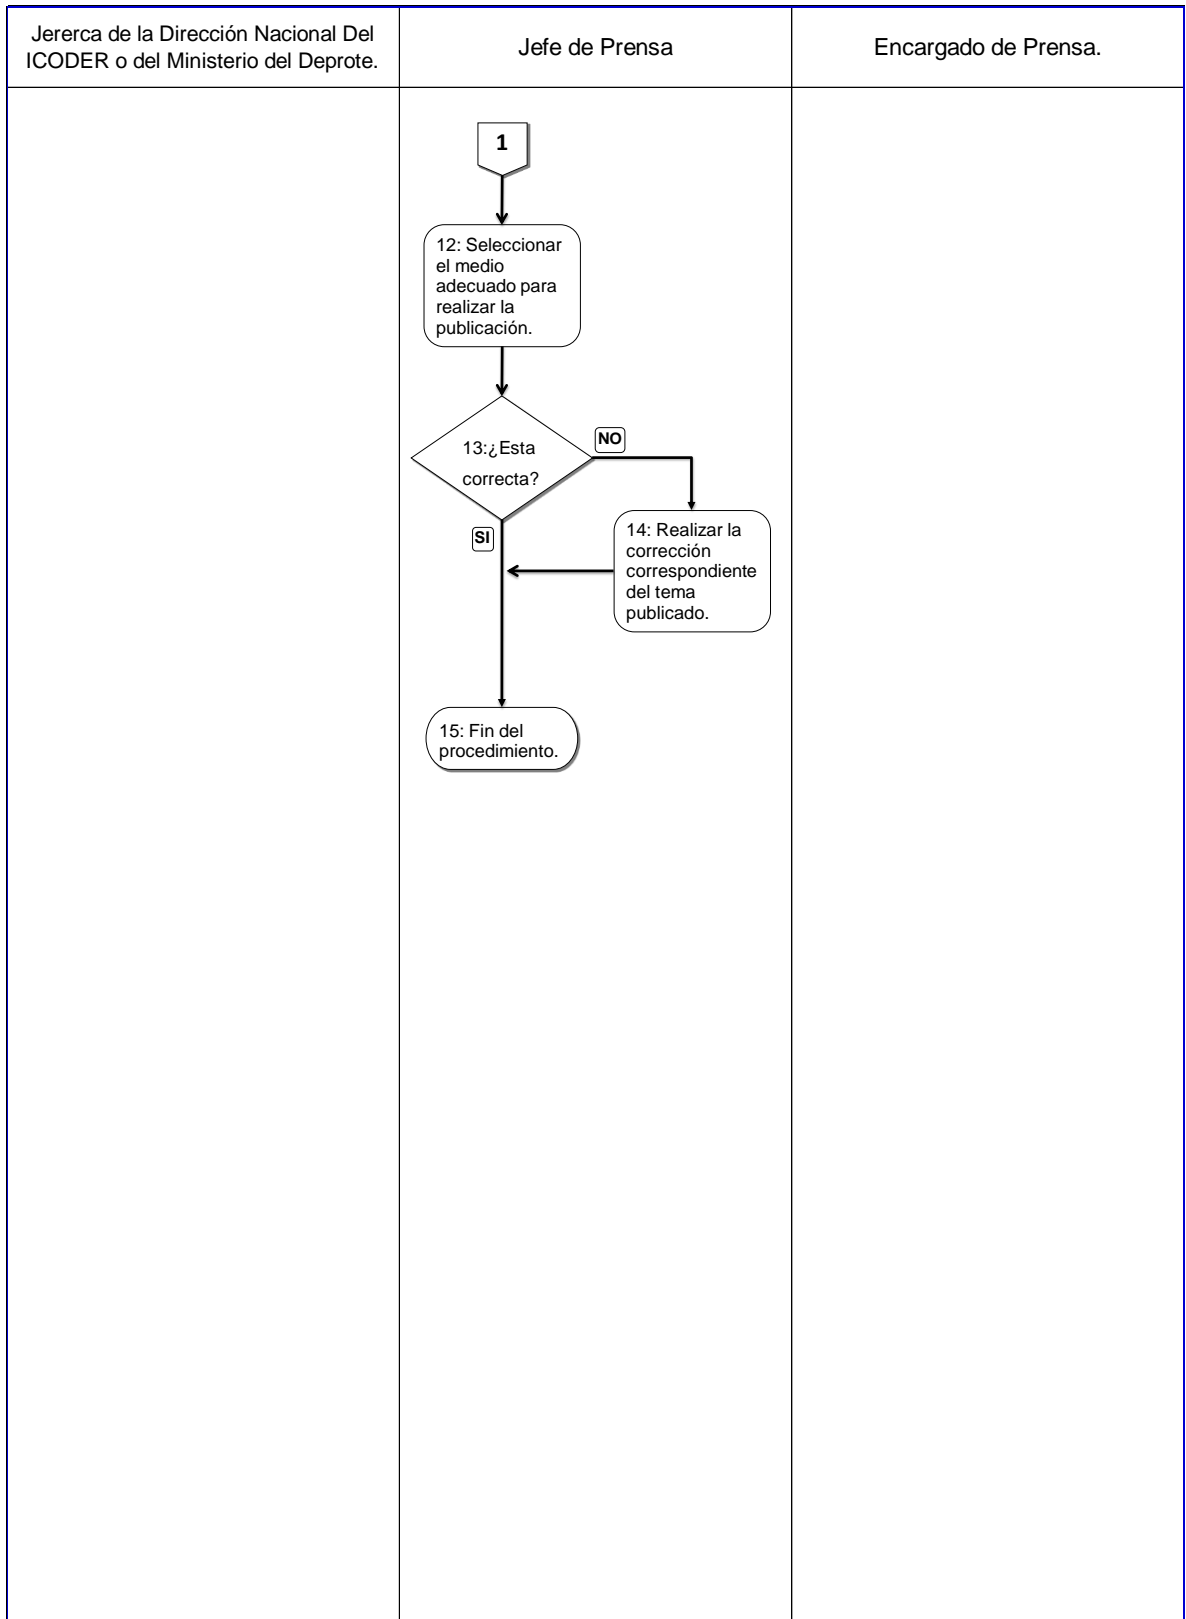 Jererca de la Dirección Nacional Del
ICODER o del Ministerio del Deprote.
Jefe de Prensa
Encargado de Prensa.
1
12: Seleccionar
el medio
adecuado para
realizar la
publicación.
13:¿Esta
correcta?
NO
SI
14: Realizar la
corrección
correspondiente
del tema
publicado.
15: Fin del
procedimiento.